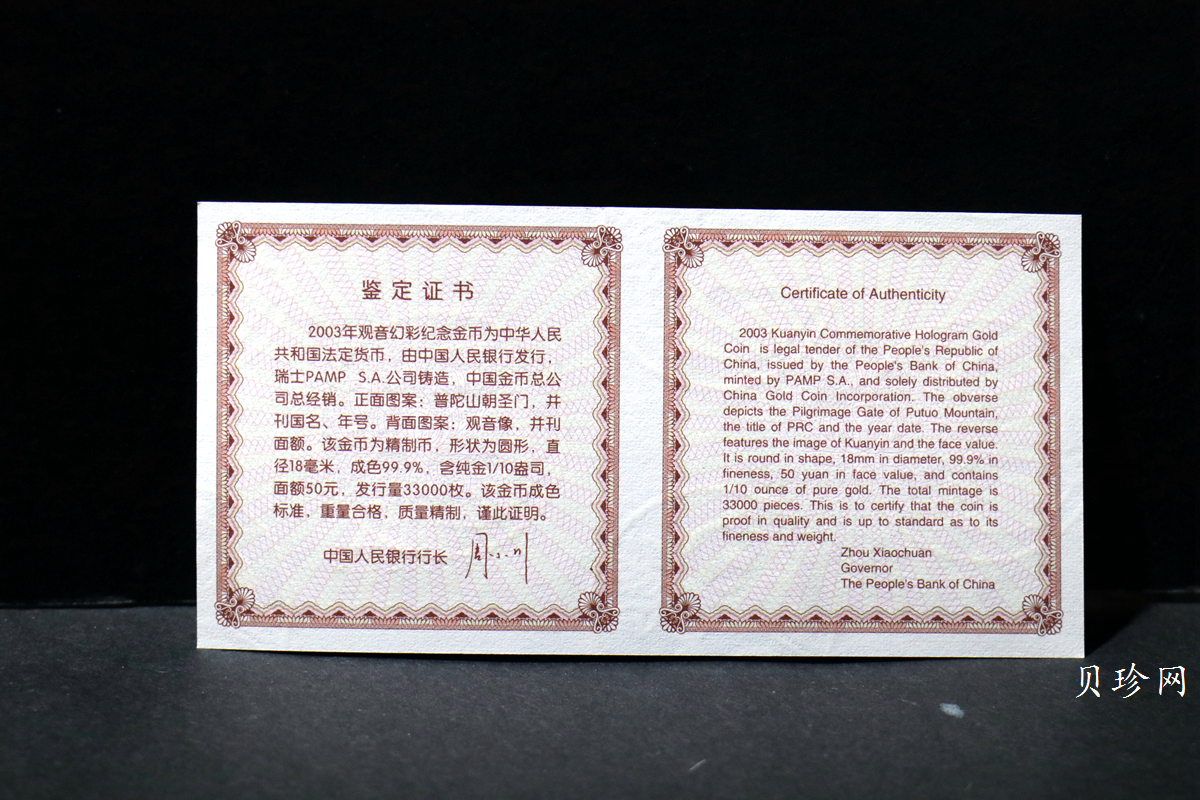 鉴定证书
2003年观音幻彩纪念金币为中华人民
共和国法定货币，由中国人民银行发行，
瑞士PAMP S.A.公司铸造，中国金币总公
司总经销。正面图案：普陀山朝圣门，并
刊国名、年号。背面图案：观音像，并刊
面额。该金币为精制币，形状为圆形，直
径18毫米，成色99.9%，含纯金1/10盎司，
面额50元，发行量33000枚。该金币成色
标准，重量合格，质量精制，谨此证明。
中国人民银行行长 周小川
Certificate of Authenticity
2003 Kuanyin Commemorative Hologram Gold
Coin is legal tender of the People's Republic of
China, issued by the People's Bank of China,
minted by PAMP S.A., and solely distributed by
China Gold Coin Incorporation. The obverse
depicts the Pilgrimage Gate of Putuo Mountain,
the title of PRC and the year date. The reverse
features the image of Kuanyin and the face value.
It is round in shape, 18mm in diameter, 99.9% in
fineness, 50 yuan in face value, and contains
1/10 ounce of pure gold. The total mintage is
33000 pieces. This is to certify that the coin is
proof in quality and is up to standard as to its
fineness and weight.
Zhou Xiaochuan
Governor
The People's Bank of China
贝珍网